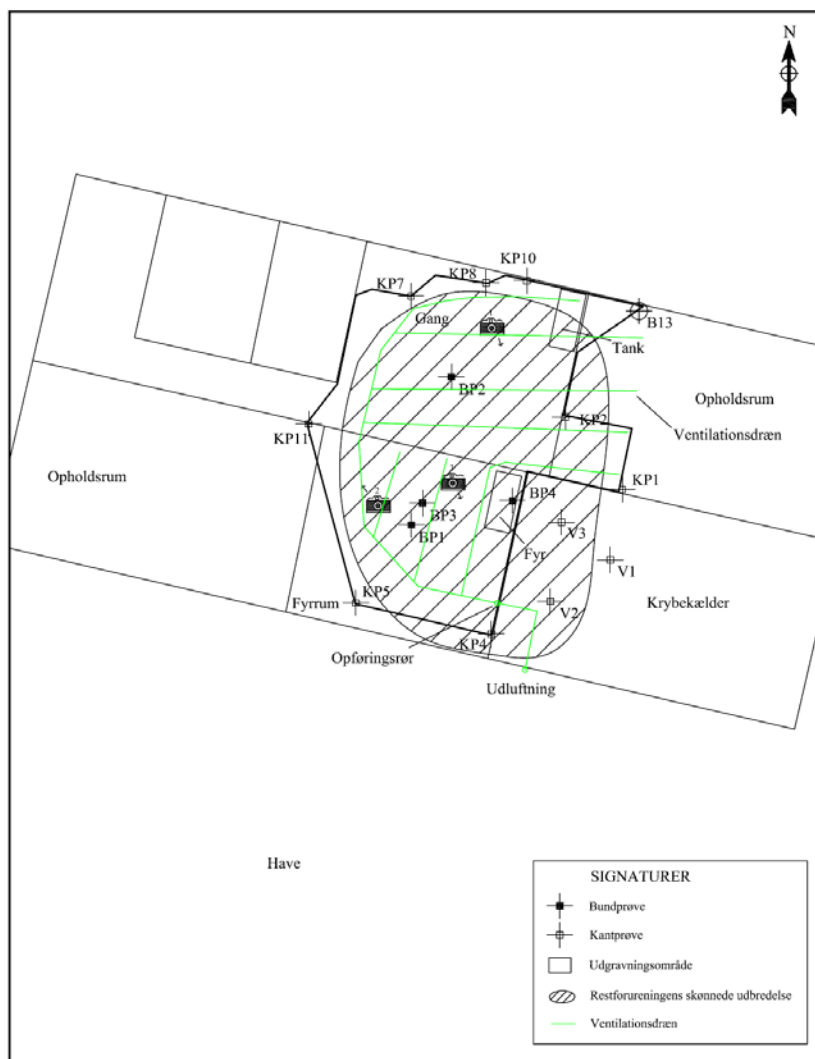 N
KP10
KP8
KP7
Gang
1
B13
Tank
Opholdsrum
BP2
KP2
Ventilationsdræn
KP11
Opholdsrum
KP1
BP4
BP3
V3
BP1
Fyr
V1
KP5
V2
Krybekælder
Fyrrum
KP4
Opføringsrør
Udluftning
Have
SIGNATURER
Bundprøve
Kantprøve
Udgravningsområde
Restforureningens skønnede udbredelse
Ventilationsdræn